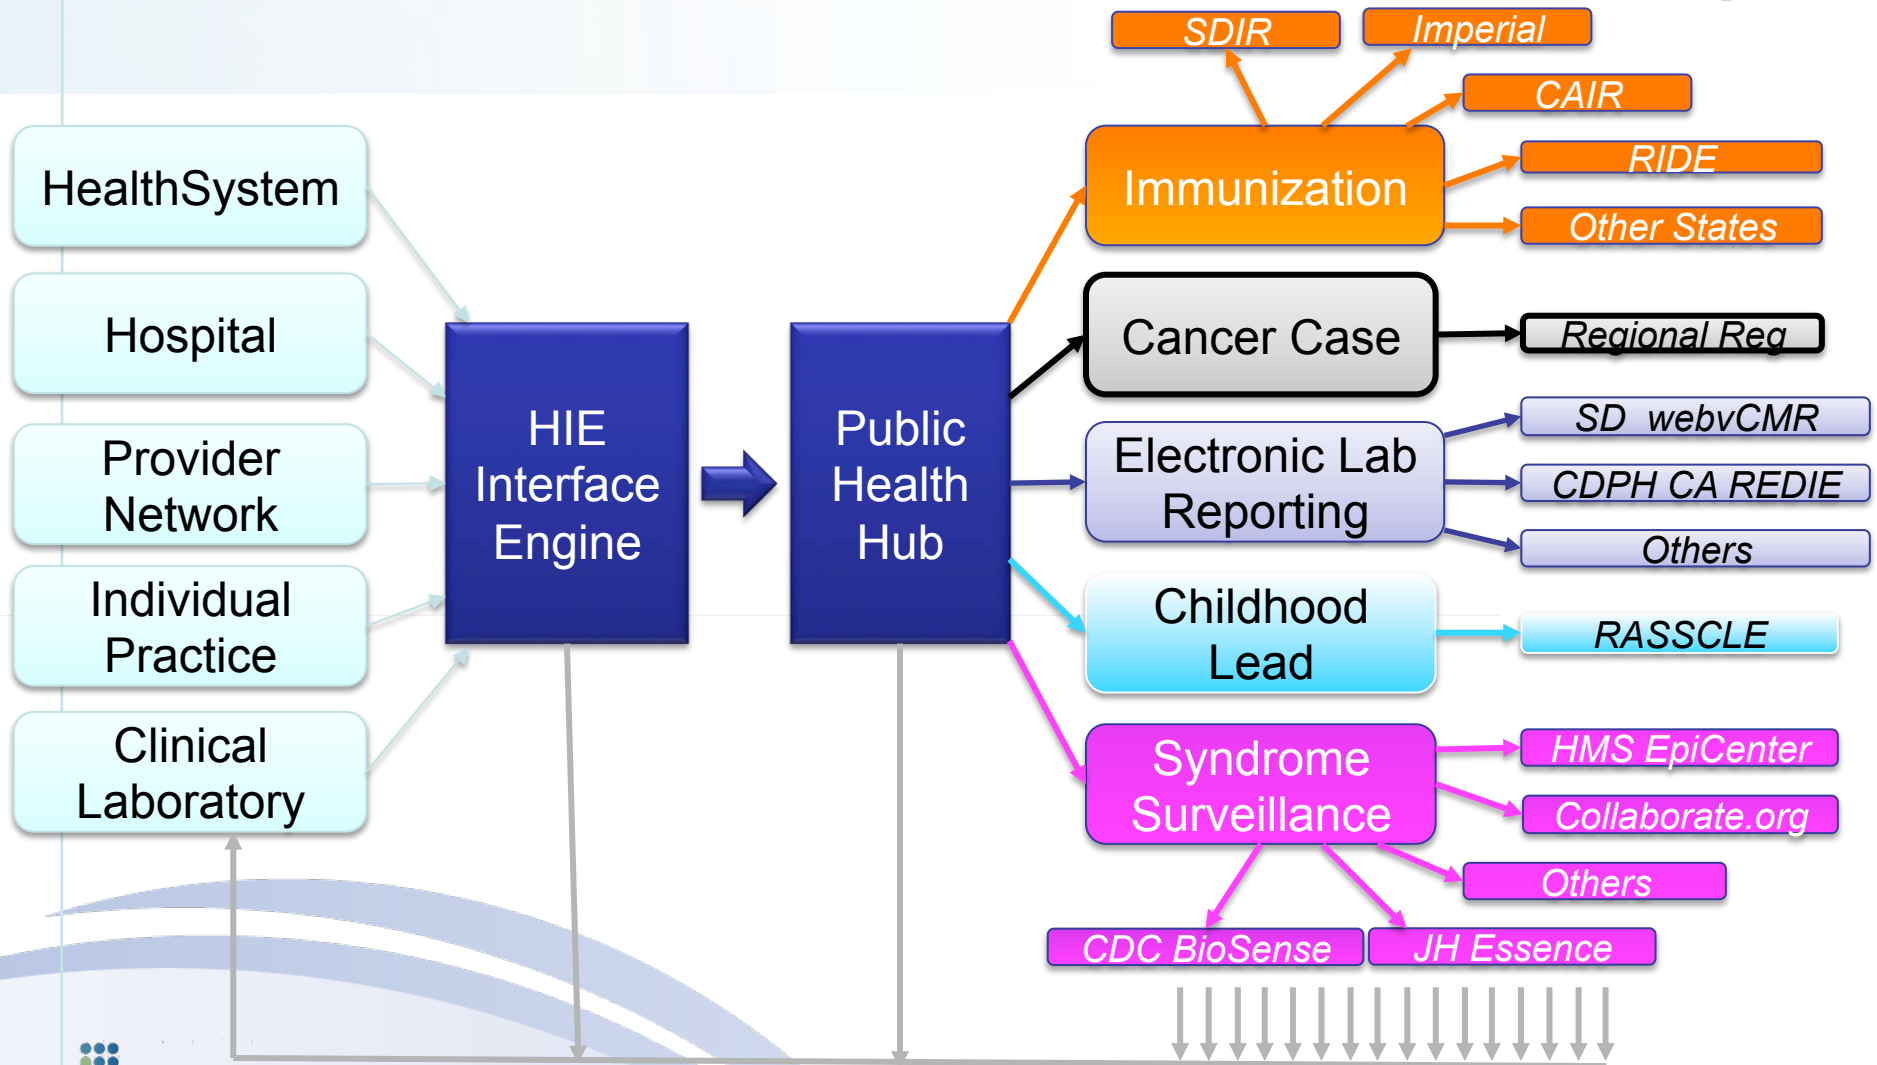 SDIR
Imperial
CAIR
HealthSystem
Immunization
RIDE
Other States
Hospital
Cancer Case
Regional Reg
HIE
Interface
Engine
Public
Health
Hub
Provider
Network
Electronic Lab
Reporting
SD  webvCMR
CDPH CA REDIE
Others
Individual
Practice
Childhood
Lead
RASSCLE
Clinical
Laboratory
Syndrome
Surveillance
HMS EpiCenter
Collaborate.org
Others
CDC BioSense
JH Essence